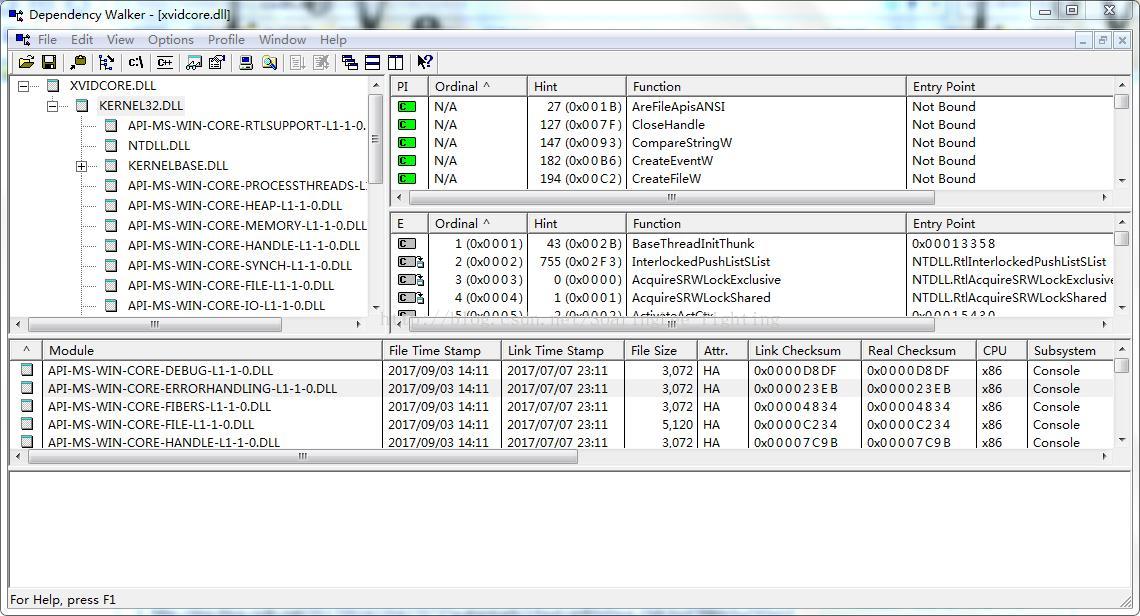 Dependency Walker - [xvidcore.dll]
File Edit View Options Profile Window Help
XVIDCORE.DLL
KERNEL32.DLL
API-MS-WIN-CORE-RTLSUPPORT-L1-1-0.
NTDLL.DLL
KERNELBASE.DLL
API-MS-WIN-CORE-PROCESSTHREADS-L1
API-MS-WIN-CORE-HEAP-L1-1-0.DLL
API-MS-WIN-CORE-MEMORY-L1-1-0.DLL
API-MS-WIN-CORE-HANDLE-L1-1-0.DLL
API-MS-WIN-CORE-SYNCH-L1-1-0.DLL
API-MS-WIN-CORE-FILE-L1-1-0.DLL
API-MS-WIN-CORE-IO-L1-1-0.DLL
PI Ordinal ^ Hint Function Entry Point
C N/A 27 (0x001B) AreFileApisANSI Not Bound
C N/A 127 (0x007F) CloseHandle Not Bound
C N/A 147 (0x0093) CompareStringW Not Bound
C N/A 182 (0x00B6) CreateEventW Not Bound
C N/A 194 (0x00C2) CreateFileW Not Bound
E Ordinal ^ Hint Function Entry Point
C 1 (0x0001) 43 (0x002B) BaseThreadInitThunk 0x00013358
C 2 (0x0002) 755 (0x02F3) InterlockedPushListSList NTDLL.RtlInterlockedPushListSList
C 3 (0x0003) 0 (0x0000) AcquireSRWLockExclusive NTDLL.RtlAcquireSRWLockExclusive
C 4 (0x0004) 1 (0x0001) AcquireSRWLockShared NTDLL.RtlAcquireSRWLockShared
5 (0x0005) 2 (0x0002) ActivateActCtx 0x00015430
^ Module File Time Stamp Link Time Stamp File Size Attr. Link Checksum Real Checksum CPU Subsystem
API-MS-WIN-CORE-DEBUG-L1-1-0.DLL 2017/09/03 14:11 2017/07/07 23:11 3,072 HA 0x0000D8DF 0x0000D8DF x86 Console
API-MS-WIN-CORE-ERRORHANDLING-L1-1-0.DLL 2017/09/03 14:11 2017/07/07 23:11 3,072 HA 0x000023EB 0x000023EB x86 Console
API-MS-WIN-CORE-FIBERS-L1-1-0.DLL 2017/09/03 14:11 2017/07/07 23:11 3,072 HA 0x00004834 0x00004834 x86 Console
API-MS-WIN-CORE-FILE-L1-1-0.DLL 2017/09/03 14:11 2017/07/07 23:11 5,120 HA 0x0000C234 0x0000C234 x86 Console
API-MS-WIN-CORE-HANDLE-L1-1-0.DLL 2017/09/03 14:11 2017/07/07 23:11 3,072 HA 0x00007C9B 0x00007C9B x86 Console
For Help, press F1